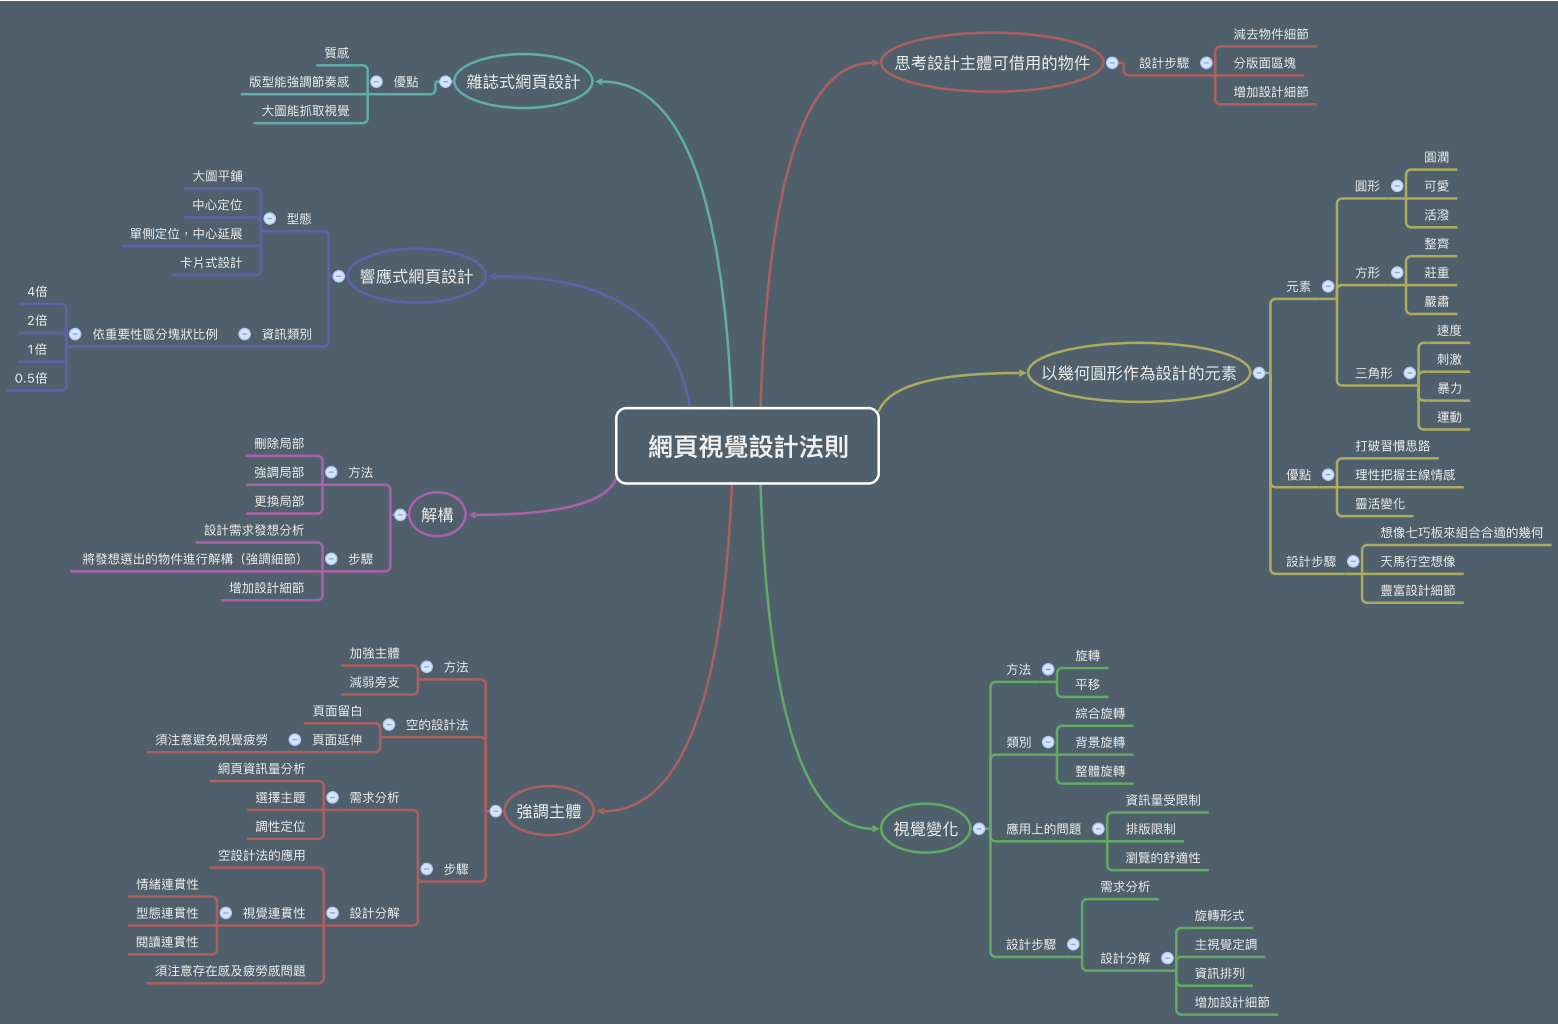 網頁視覺設計法則
思考設計主體可借用的物件
設計步驟
減去物件細節
分版面區塊
增加設計細節
以幾何圓形作為設計的元素
元素
圓形
圓潤
可愛
活潑
方形
整齊
莊重
嚴肅
三角形
速度
刺激
暴力
運動
優點
打破習慣思路
理性把握主線情感
靈活變化
設計步驟
想像七巧板來組合合適的幾何
天馬行空想像
豐富設計細節
視覺變化
方法
旋轉
平移
類別
綜合旋轉
背景旋轉
整體旋轉
應用上的問題
資訊量受限制
排版限制
瀏覽的舒適性
設計步驟
需求分析
設計分解
旋轉形式
主視覺定調
資訊排列
增加設計細節
雜誌式網頁設計
優點
質感
版型能強調節奏感
大圖能抓取視覺
響應式網頁設計
型態
大圖平鋪
中心定位
單側定位，中心延展
卡片式設計
資訊類別
依重要性區分塊狀比例
4倍
2倍
1倍
0.5倍
解構
方法
刪除局部
強調局部
更換局部
步驟
設計需求發想分析
將發想選出的物件進行解構（強調細節）
增加設計細節
強調主體
方法
加強主體
減弱旁支
空的設計法
頁面留白
頁面延伸
須注意避免視覺疲勞
步驟
需求分析
網頁資訊量分析
選擇主題
調性定位
設計分解
空設計法的應用
視覺連貫性
情緒連貫性
型態連貫性
閱讀連貫性
須注意存在感及疲勞感問題